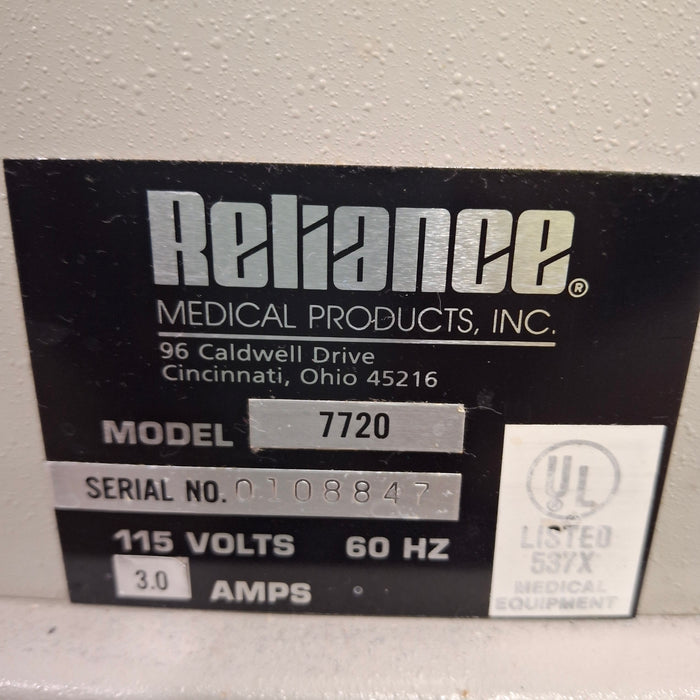 Reliance®
MEDICAL PRODUCTS, INC.
96 Caldwell Drive
Cincinnati, Ohio 45216
MODEL 7720
SERIAL NO. 0108847
115 VOLTS 60 HZ
3.0 AMPS
UL
LISTED
537X
MEDICAL
EQUIPMENT